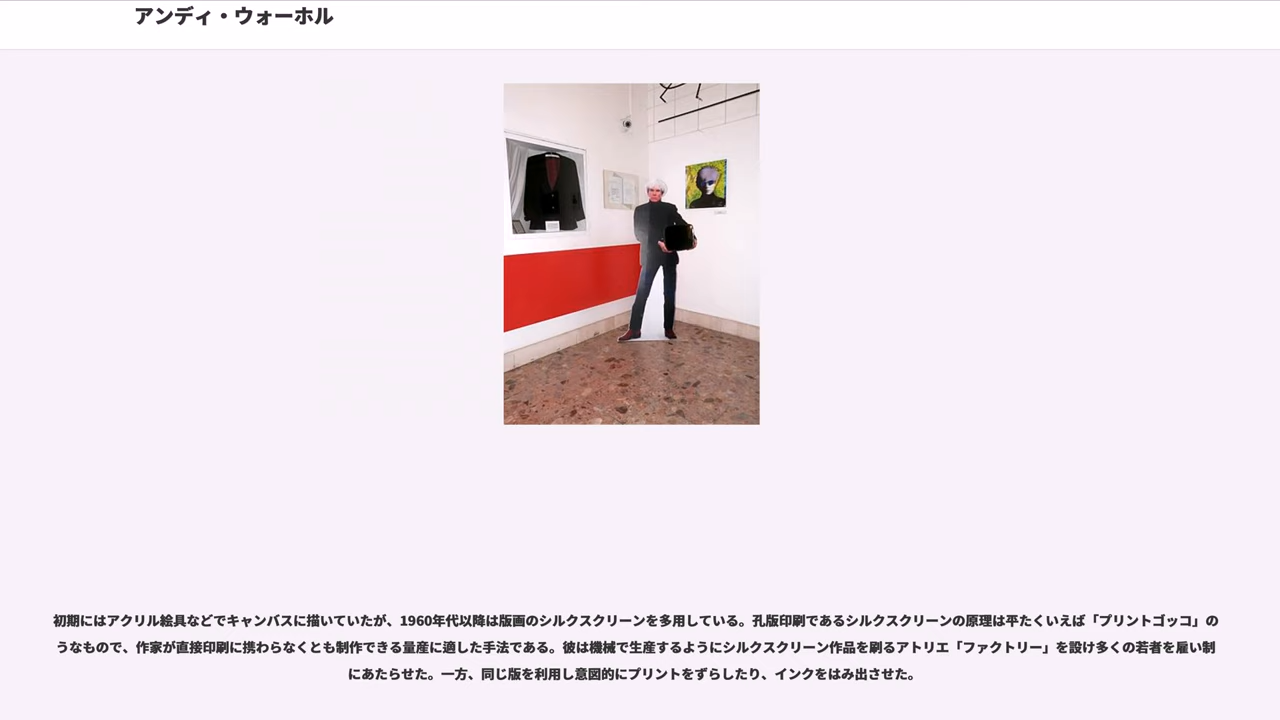 アンディ・ウォーホル
初期にはアクリル絵具などでキャンバスに描いていたが、1960年代以降は版画のシルクスクリーンを多用している。孔版印刷であるシルクスクリーンの原理は平たくいえば「プリントゴッコ」の
うなもので、作家が直接印刷に携わらなくとも制作できる量産に適した手法である。彼は機械で生産するようにシルクスクリーン作品を刷るアトリエ「ファクトリー」を設け多くの若者を雇い制
にあたらせた。一方、同じ版を利用し意図的にプリントをずらしたり、インクをはみ出させた。